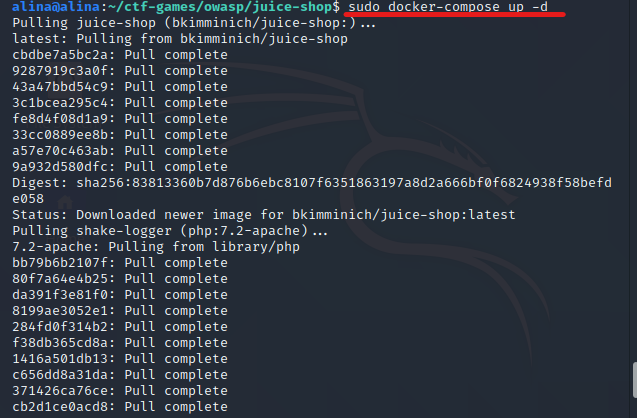 alina@alina:~/ctf-games/owasp/juice-shop$ sudo docker-compose up -d
Pulling juice-shop (bkimminich/juice-shop:)...
latest: Pulling from bkimminich/juice-shop
cbdbe7a5bc2a: Pull complete
9287919c3a0f: Pull complete
43a47bbd54c9: Pull complete
3c1bcea295c4: Pull complete
fe8d4f08d1a9: Pull complete
33cc0889ee8b: Pull complete
a57e70c463ab: Pull complete
9a932d580dfc: Pull complete
Digest: sha256:83813360b7d876b6ebc8107f6351863197a8d2a666bf0f6824938f58befd
e058
Status: Downloaded newer image for bkimminich/juice-shop:latest
Pulling shake-logger (php:7.2-apache)...
7.2-apache: Pulling from library/php
bb79b6b2107f: Pull complete
80f7a64e4b25: Pull complete
da391f3e81f0: Pull complete
8199ae3052e1: Pull complete
284fd0f314b2: Pull complete
f38db365cd8a: Pull complete
1416a501db13: Pull complete
c656dd8a31da: Pull complete
371426ca76ce: Pull complete
cb2d1ce0acd8: Pull complete